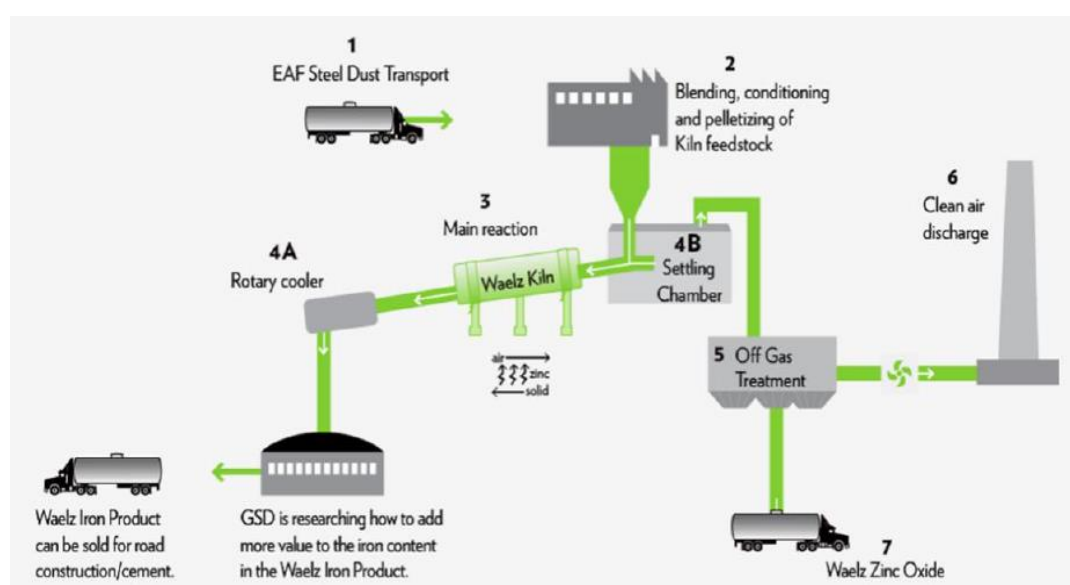 1
EAF Steel Dust Transport
2
Blending, conditioning
and pelletizing of
Kiln feedstock
3
Main reaction
4A
Rotary cooler
Waelz Kiln
4B
Settling
Chamber
6
Clean air
discharge
air
zinc
solid
5 Off Gas
Treatment
Waelz Iron Product
can be sold for road
construction/cement.
GSD is researching how to add
more value to the iron content
in the Waelz Iron Product.
7
Waelz Zinc Oxide